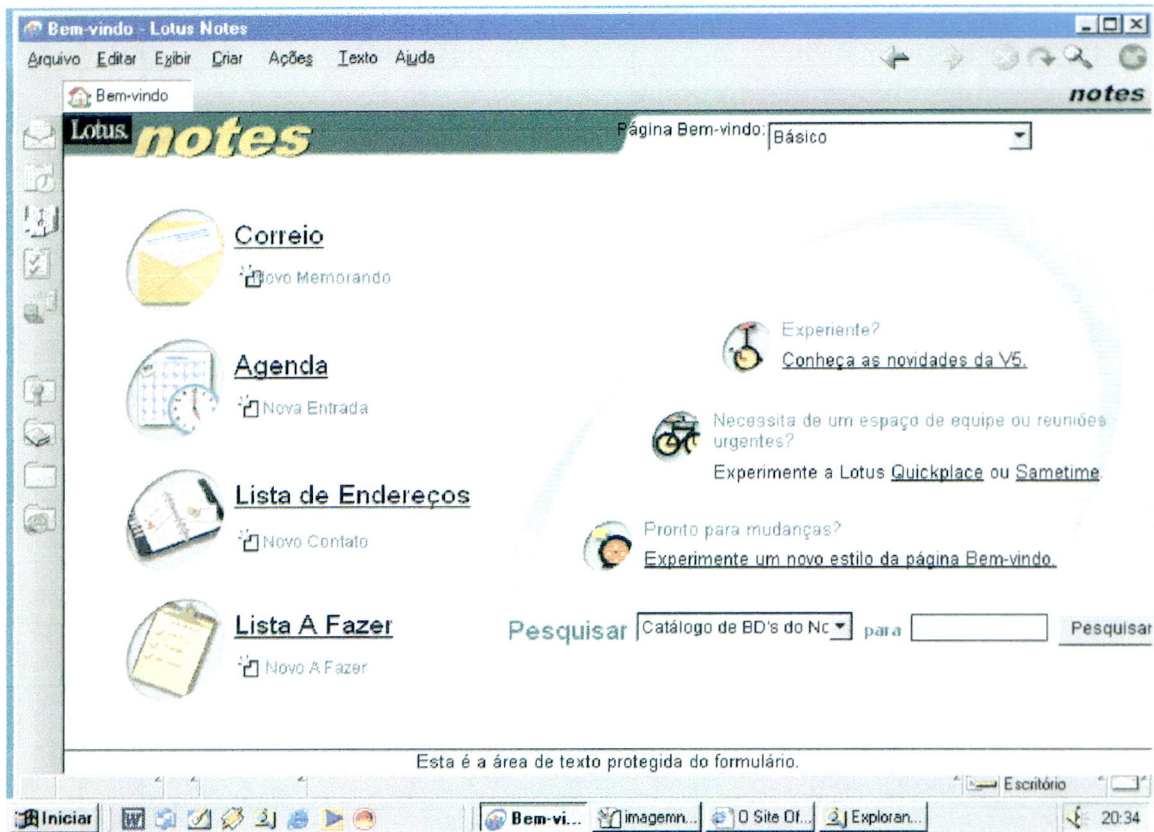 Bem-vindo - Lotus Notes
Arquivo Editar Exibir Criar Ações Texto Ajuda
Bem-vindo
notes
Lotus notes
Página Bem-vindo: Básico
Correio
Novo Memorando
Agenda
Nova Entrada
Lista de Endereços
Novo Contato
Lista A Fazer
Novo A Fazer
Experiente?
Conheça as novidades da V5.
Necessita de um espaço de equipe ou reuniões
urgentes?
Experimente a Lotus Quickplace ou Sametime.
Pronto para mudanças?
Experimente um novo estilo da página Bem-vindo.
Pesquisar Catálogo de BD's do Nc para Pesquisar
Esta é a área de texto protegida do formulário.
Escritório
Iniciar Bem-vi... imagemn... O Site Of... Exploran... 20:34